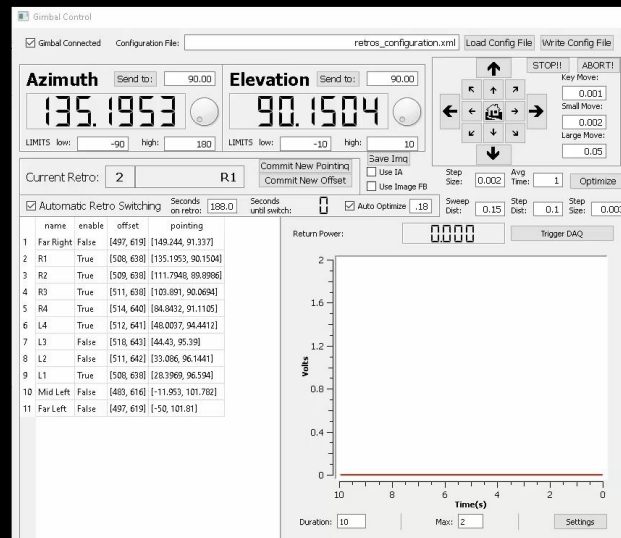 Gimbal Control
Gimbal Connected Configuration File: retros_configuration.xml Load Config File Write Config File
Azimuth Send to: 90.00 Elevation Send to: 90.00 STOP!! ABORT!
135.1953 90.1504
Key Move:
0.001
Small Move:
0.002
Large Move:
0.05
LIMITS low: -90 high: 180 LIMITS low: -10 high: 10
Current Retro: 2 R1
Commit New Pointing
Commit New Offset
Save Img
Use IA
Use Image FB
Step Size: 0.002 Avg Time: 1 Optimize
Automatic Retro Switching Seconds on retro: 188.0 Seconds until switch: 0 Auto Optimize .18 Sweep Dist: 0.15 Step Dist: 0.1 Step Size: 0.003
name enable offset pointing
1 Far Right False [497, 619] [149.244, 91.337]
2 R1 True [508, 638] [135.1953, 90.1504]
3 R2 True [509, 638] [111.7948, 89.8986]
4 R3 True [511, 638] [103.891, 90.0694]
5 R4 True [514, 640] [84.8432, 91.1105]
6 L4 True [512, 641] [48.0037, 94.4412]
7 L3 False [518, 643] [44.43, 95.39]
8 L2 False [511, 642] [33.086, 96.1441]
9 L1 True [508, 638] [28.3969, 96.594]
10 Mid Left False [483, 616] [-11.953, 101.782]
11 Far Left False [497, 619] [-50, 101.81]
Return Power: 0.000 Trigger DAQ
2
1.6
1.2
0.8
0.4
0
Volts
10 8 6 4 2 0
Time(s)
Duration: 10 Max: 2 Settings